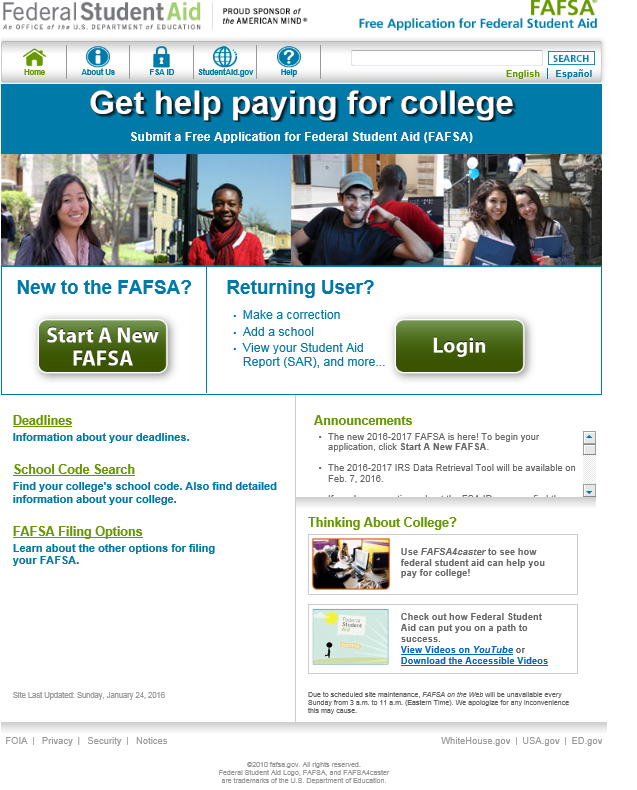 Federal Student Aid
An OFFICE of the U.S. DEPARTMENT of EDUCATION
PROUD SPONSOR of
the AMERICAN MIND®
FAFSA®
Free Application for Federal Student Aid
Home
About Us
FSA ID
StudentAid.gov
Help
SEARCH
English | Español
Get help paying for college
Submit a Free Application for Federal Student Aid (FAFSA)
New to the FAFSA?
Start A New
FAFSA
Returning User?
• Make a correction
• Add a school
• View your Student Aid
Report (SAR), and more...
Login
Deadlines
Information about your deadlines.
School Code Search
Find your college's school code. Also find detailed
information about your college.
FAFSA Filing Options
Learn about the other options for filing
your FAFSA.
Site Last Updated: Sunday, January 24, 2016
Announcements
• The new 2016-2017 FAFSA is here! To begin your
application, click Start A New FAFSA.
• The 2016-2017 IRS Data Retrieval Tool will be available on
Feb. 7, 2016.
Thinking About College?
Use FAFSA4caster to see how
federal student aid can help you
pay for college!
Federal
Student
Aid
Check out how Federal Student
Aid can put you on a path to
success.
View Videos on YouTube or
Download the Accessible Videos
Due to scheduled site maintenance, FAFSA on the Web will be unavailable every
Sunday from 3 a.m. to 11 a.m. (Eastern Time). We apologize for any inconvenience
this may cause.
FOIA | Privacy | Security | Notices
WhiteHouse.gov | USA.gov | ED.gov
©2010 fafsa.gov. All rights reserved.
Federal Student Aid Logo, FAFSA, and FAFSA4caster
are trademarks of the U.S. Department of Education.